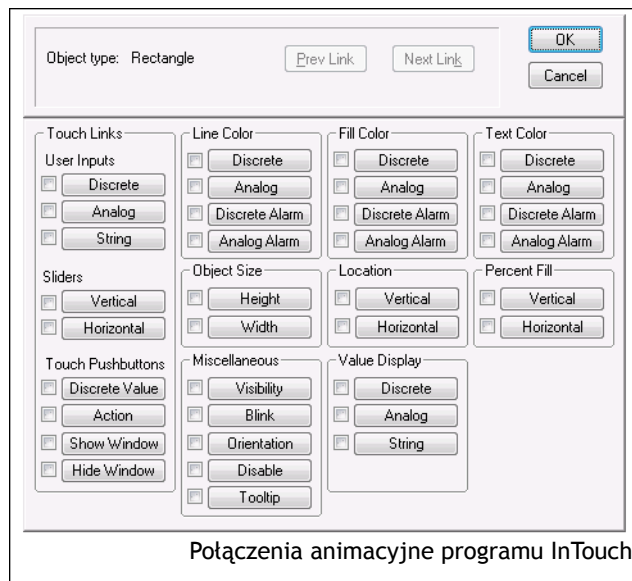 Object type: Rectangle
Prev Link
Next Link
OK
Cancel
Touch Links
User Inputs
Discrete
Analog
String
Sliders
Vertical
Horizontal
Touch Pushbuttons
Discrete Value
Action
Show Window
Hide Window
Line Color
Discrete
Analog
Discrete Alarm
Analog Alarm
Object Size
Height
Width
Miscellaneous
Visibility
Blink
Orientation
Disable
Tooltip
Fill Color
Discrete
Analog
Discrete Alarm
Analog Alarm
Location
Vertical
Horizontal
Value Display
Discrete
Analog
String
Text Color
Discrete
Analog
Discrete Alarm
Analog Alarm
Percent Fill
Vertical
Horizontal
Połączenia animacyjne programu InTouch